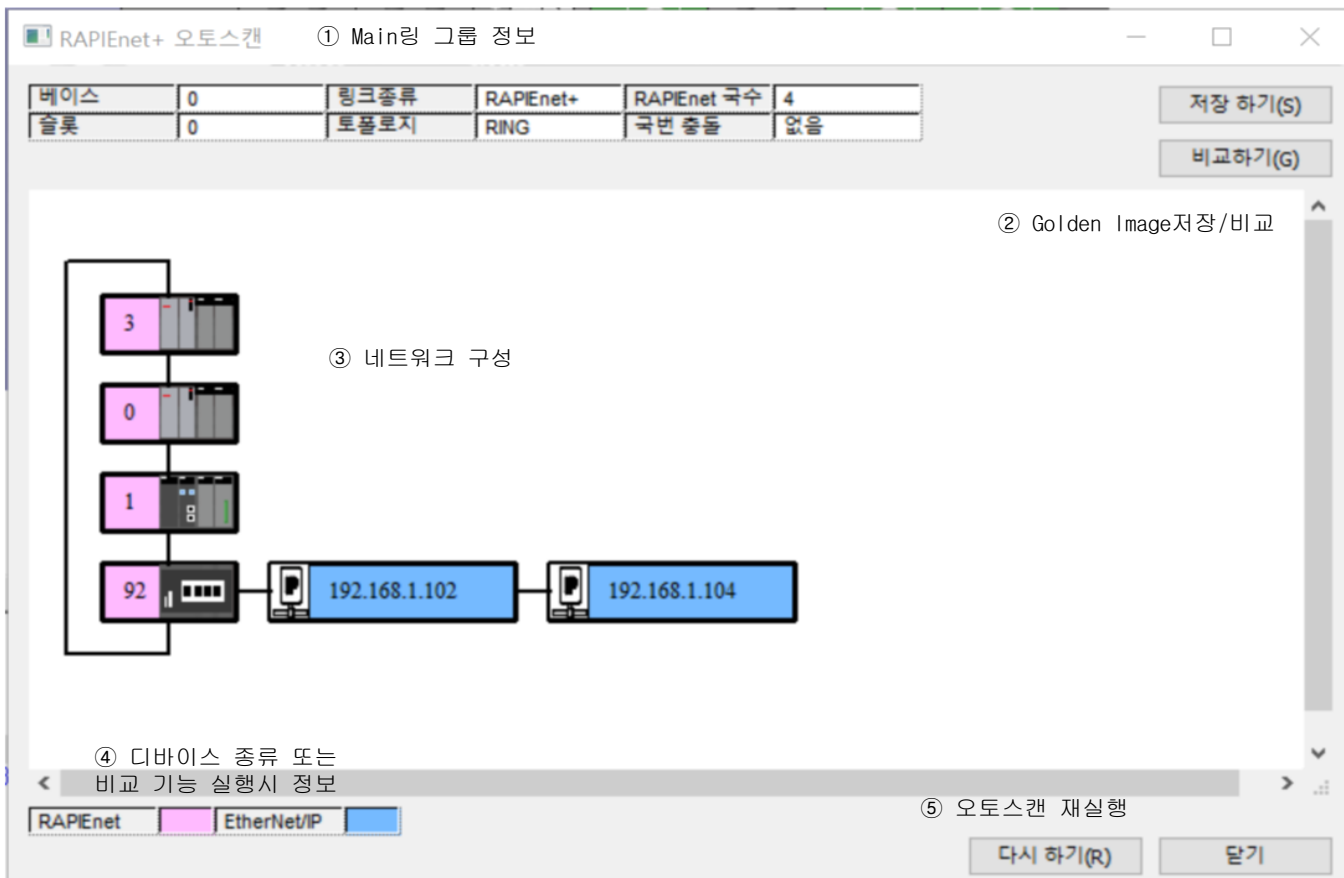 RAPIEnet+ 오토스캔 ① Main링 그룹 정보
베이스 0 링크종류 RAPIEnet+ RAPIEnet 국수 4
슬롯 0 토폴로지 RING 국번 충돌 없음
저장 하기(S)
비교하기(G)
② Golden Image저장/비교
3
③ 네트워크 구성
0
1
92 192.168.1.102 192.168.1.104
④ 디바이스 종류 또는
비교 기능 실행시 정보
RAPIEnet EtherNet/IP
⑤ 오토스캔 재실행
다시 하기(R) 닫기